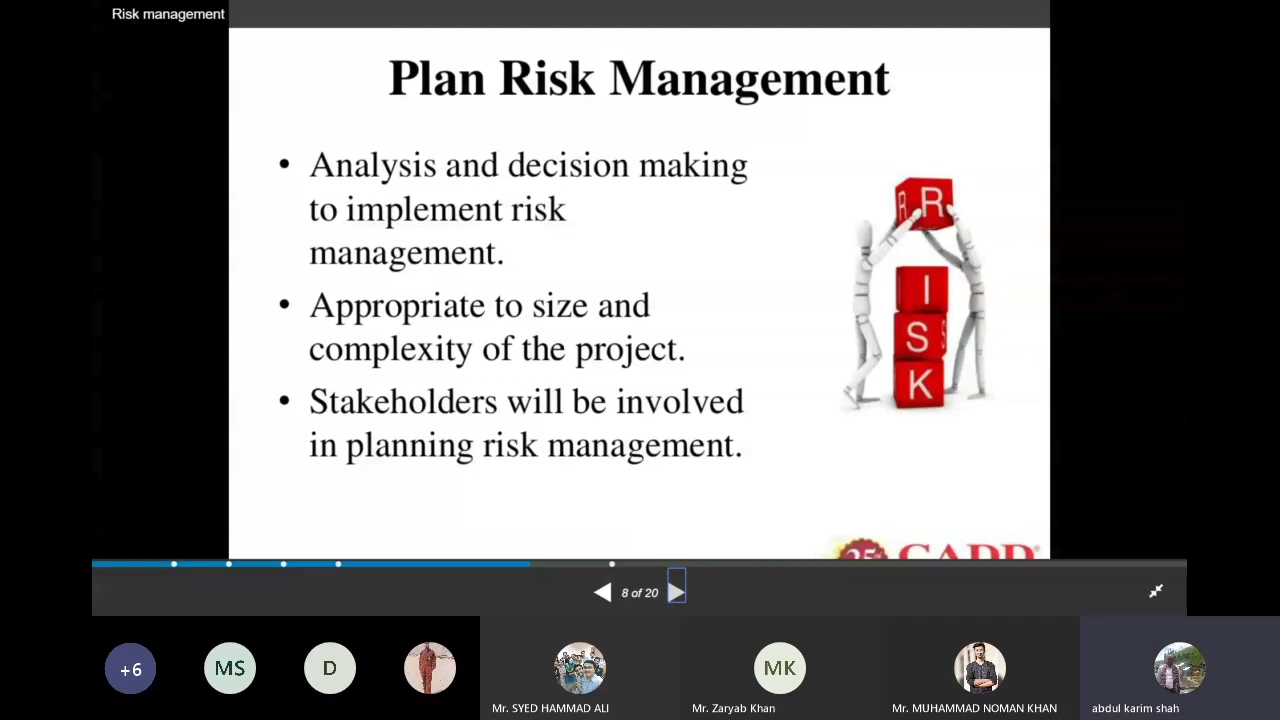 Risk management
Plan Risk Management
• Analysis and decision making
to implement risk
management.
• Appropriate to size and
complexity of the project.
• Stakeholders will be involved
in planning risk management.
R R
I
S S
K
8 of 20
+6
MS
D
MK
Mr. SYED HAMMAD ALI
Mr. Zaryab Khan
Mr. MUHAMMAD NOMAN KHAN
abdul karim shah